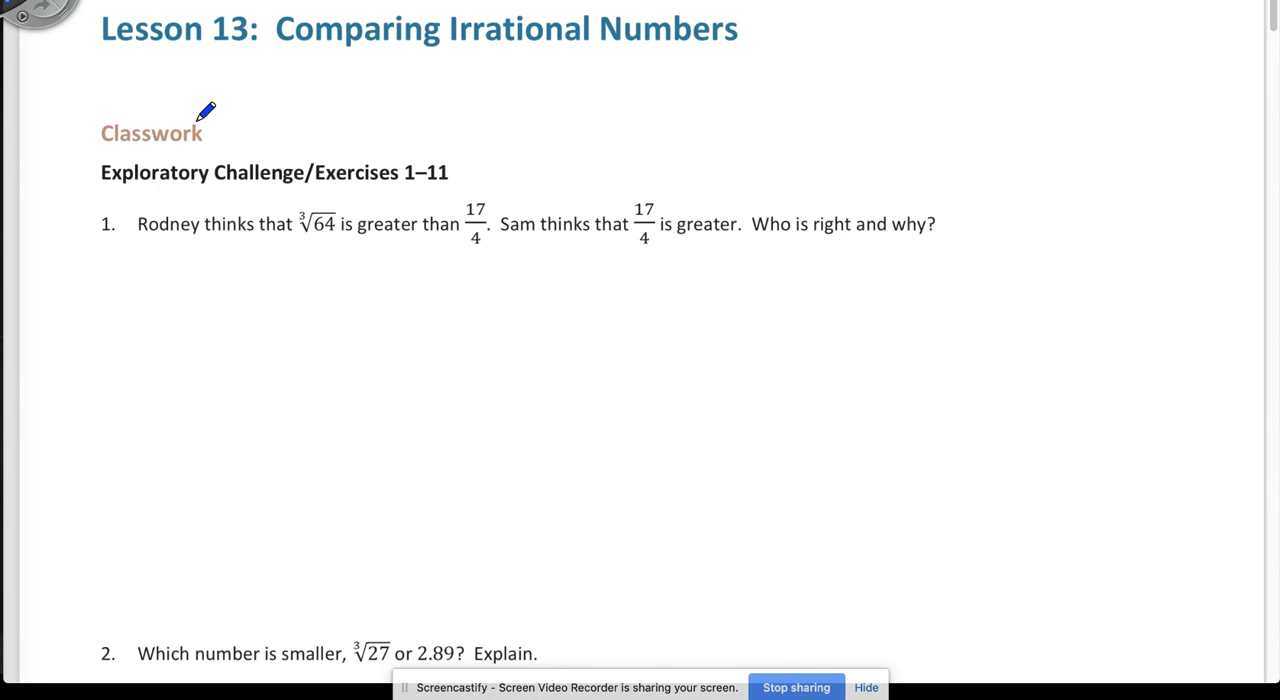 Lesson 13:  Comparing Irrational Numbers
Classwork
Exploratory Challenge/Exercises 1–11
1. Rodney thinks that ∛64 is greater than 17/4. Sam thinks that 17/4 is greater. Who is right and why?
2. Which number is smaller, ∛27 or 2.89? Explain.
Screencastify - Screen Video Recorder is sharing your screen. Stop sharing Hide